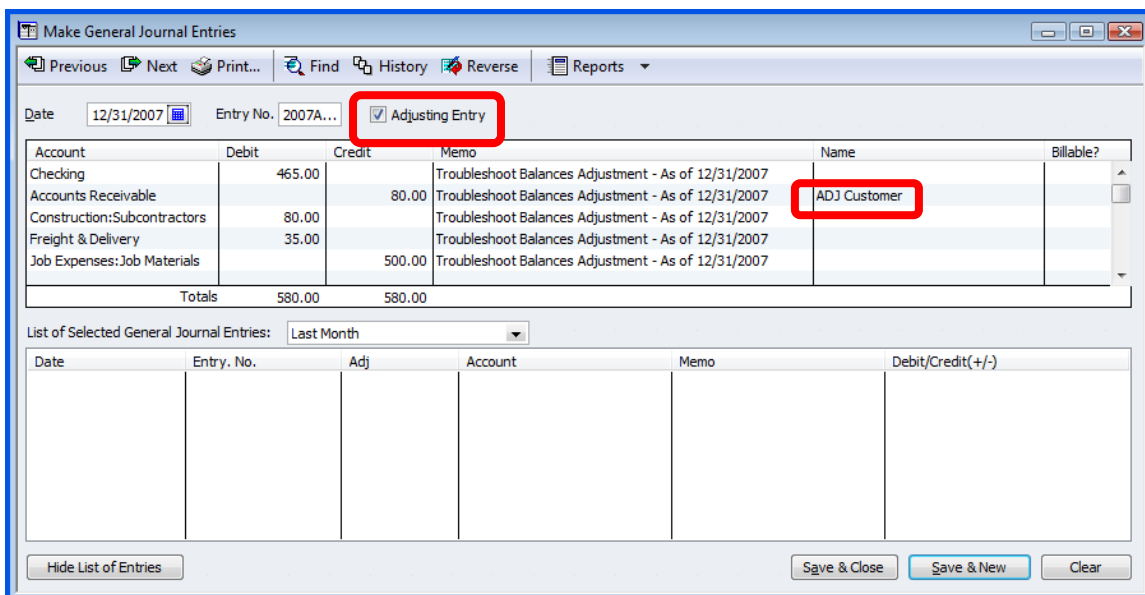 Make General Journal Entries
Previous Next Print... Find History Reverse Reports
Date 12/31/2007 Entry No. 2007A... Adjusting Entry
Account Debit Credit Memo Name Billable?
Checking 465.00 Troubleshoot Balances Adjustment - As of 12/31/2007
Accounts Receivable 80.00 Troubleshoot Balances Adjustment - As of 12/31/2007 ADJ Customer
Construction:Subcontractors 80.00 Troubleshoot Balances Adjustment - As of 12/31/2007
Freight & Delivery 35.00 Troubleshoot Balances Adjustment - As of 12/31/2007
Job Expenses:Job Materials 500.00 Troubleshoot Balances Adjustment - As of 12/31/2007
Totals 580.00 580.00
List of Selected General Journal Entries: Last Month
Date Entry. No. Adj Account Memo Debit/Credit(+/-)
Hide List of Entries Save & Close Save & New Clear